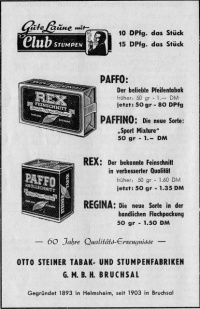 Gute Laune mit
Club STUMPEN
10 DPfg. das Stück
15 DPfg. das Stück
PAFFO:
Der beliebte Pfeifentabak
früher: 50 gr - 1.— DM
jetzt: 50 gr - 80 DPfg
PAFFINO: Die neue Sorte:
„Sport Mixture"
50 gr - 1.— DM
REX
FEINSCHNITT
REX: Der bekannte Feinschnitt
in verbesserter Qualität
früher: 50 gr - 1.60 DM
jetzt: 50 gr - 1.35 DM
PAFFO
REGINA: Die neue Sorte in der
handlichen Flachpackung
50 gr - 1.50 DM
— 60 Jahre Qualitäts-Erzeugnisse —
OTTO STEINER TABAK- UND STUMPENFABRIKEN
G. M. B. H. BRUCHSAL
Gegründet 1893 in Heimsheim, seit 1903 in Bruchsal